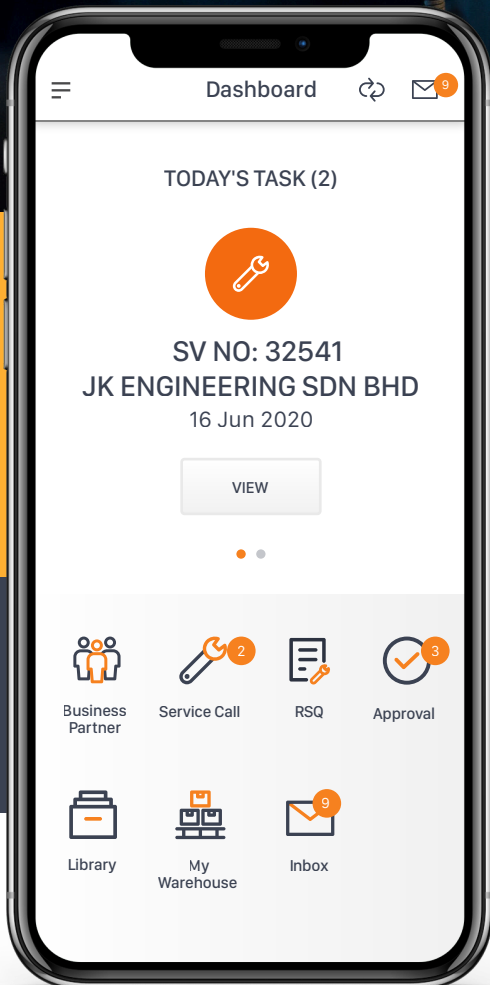 Dashboard
9
TODAY'S TASK (2)
SV NO: 32541
JK ENGINEERING SDN BHD
16 Jun 2020
VIEW
2
3
Business
Partner
Service Call
RSQ
Approval
9
Library
My
Warehouse
Inbox